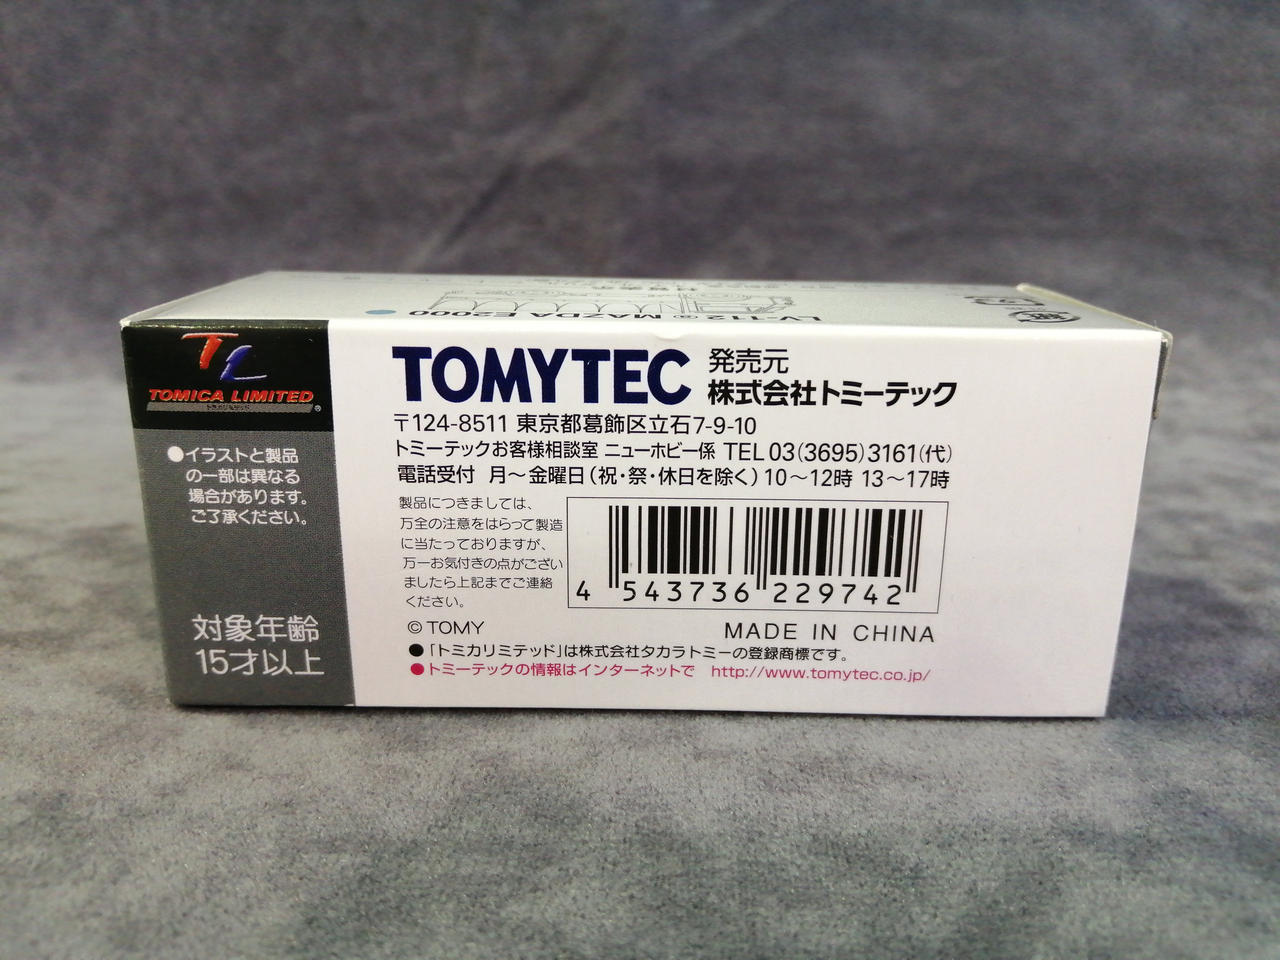 LV-112 ⓐ MAZDA E2000
TL
TOMICA LIMITED
トミカリミテッド
®
●イラストと製品
の一部は異なる
場合があります。
ご了承ください。
対象年齢
15才以上
TOMYTEC
発売元
株式会社トミーテック
〒124-8511 東京都葛飾区立石7-9-10
トミーテックお客様相談室 ニューホビー係 TEL 03(3695)3161(代)
電話受付 月〜金曜日(祝・祭・休日を除く)10〜12時 13〜17時
製品につきましては、
万全の注意をはらって製造
に当たっておりますが、
万一お気付きの点がござい
ましたら上記までご連絡
ください。
4 543736 229742
© TOMY
MADE IN CHINA
●「トミカリミテッド」は株式会社タカラトミーの登録商標です。
●トミーテックの情報はインターネットで http://www.tomytec.co.jp/